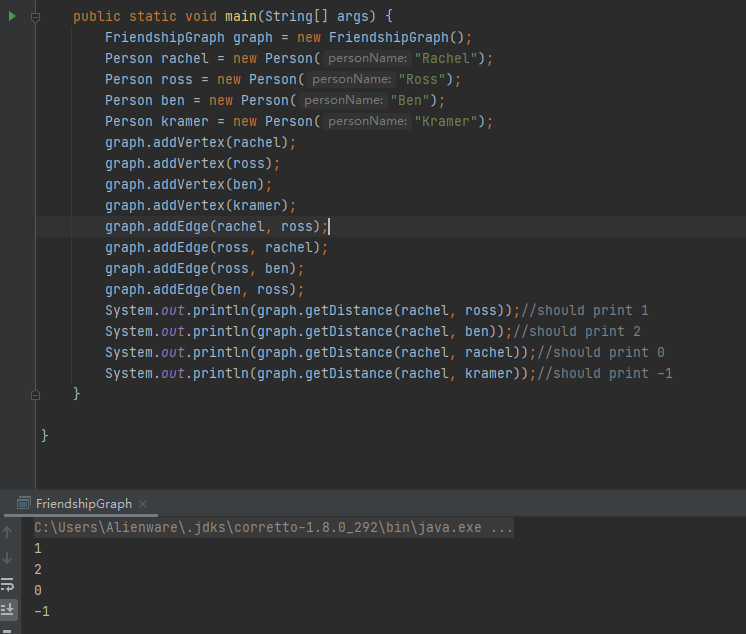 public static void main(String[] args) {
FriendshipGraph graph = new FriendshipGraph();
Person rachel = new Person( personName: "Rachel");
Person ross = new Person( personName: "Ross");
Person ben = new Person( personName: "Ben");
Person kramer = new Person( personName: "Kramer");
graph.addVertex(rachel);
graph.addVertex(ross);
graph.addVertex(ben);
graph.addVertex(kramer);
graph.addEdge(rachel, ross);
graph.addEdge(ross, rachel);
graph.addEdge(ross, ben);
graph.addEdge(ben, ross);
System.out.println(graph.getDistance(rachel, ross));//should print 1
System.out.println(graph.getDistance(rachel, ben));//should print 2
System.out.println(graph.getDistance(rachel, rachel));//should print 0
System.out.println(graph.getDistance(rachel, kramer));//should print -1
}
}
FriendshipGraph ×
C:\Users\Alienware\.jdks\corretto-1.8.0_292\bin\java.exe ...
1
2
0
-1